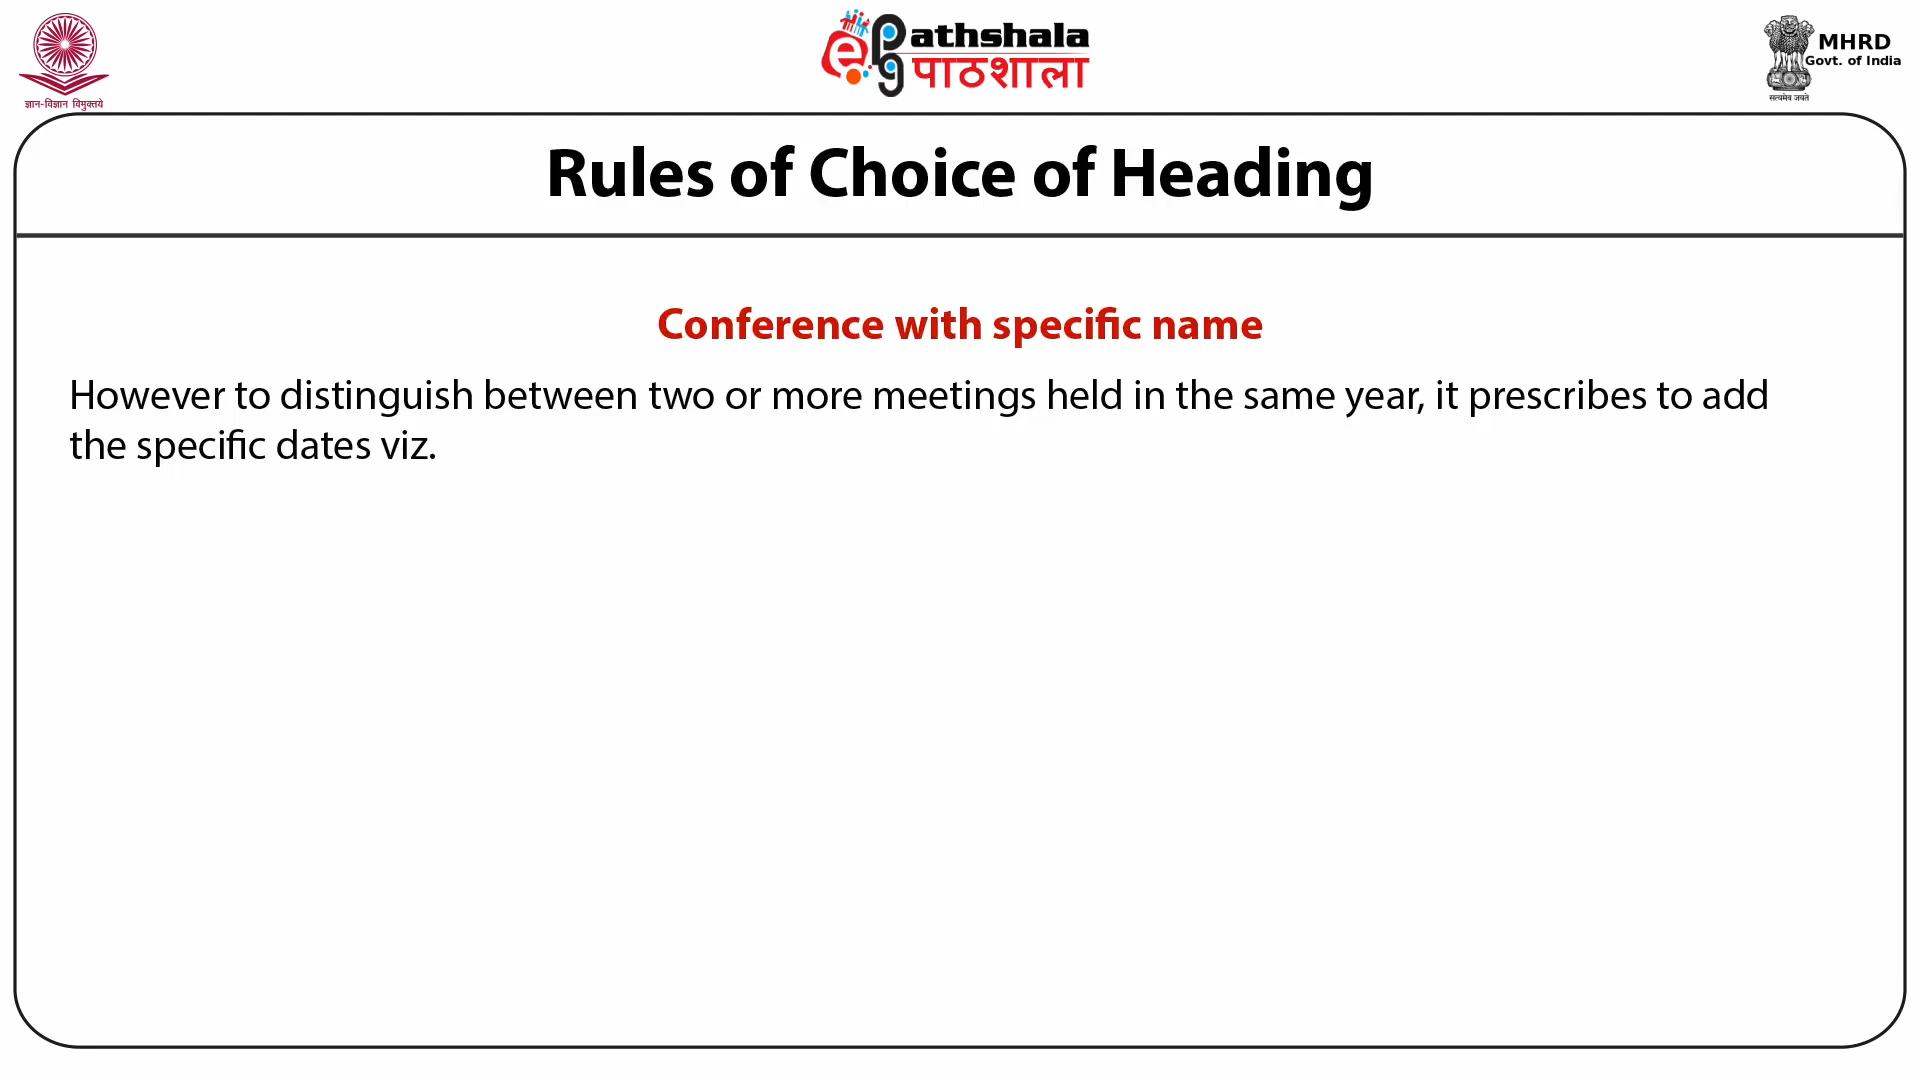 ज्ञान-विज्ञान विमुक्तये
e
pg
athshala
पाठशाला
MHRD
Govt. of India
सत्यमेव जयते
Rules of Choice of Heading
Conference with specific name
However to distinguish between two or more meetings held in the same year, it prescribes to add
the specific dates viz.